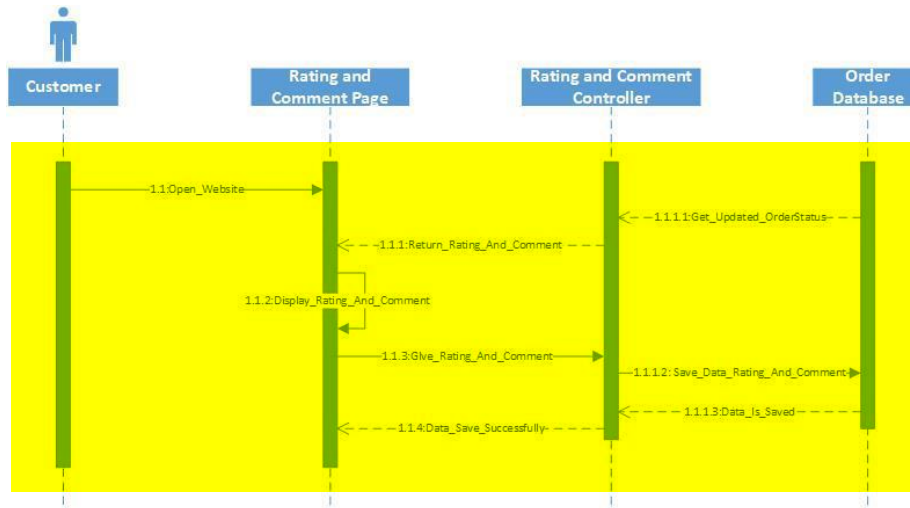 Customer
Rating and
Comment Page
Rating and Comment
Controller
Order
Database
1.1:Open_Website
1.1.1.1:Get_Updated_OrderStatus
1.1.1:Return_Rating_And_Comment
1.1.2:Display_Rating_And_Comment
1.1.3:GIve_Rating_And_Comment
1.1.1.2: Save_Data_Rating_And_Comment
1.1.1.3:Data_Is_Saved
1.1.4:Data_Save_Successfully